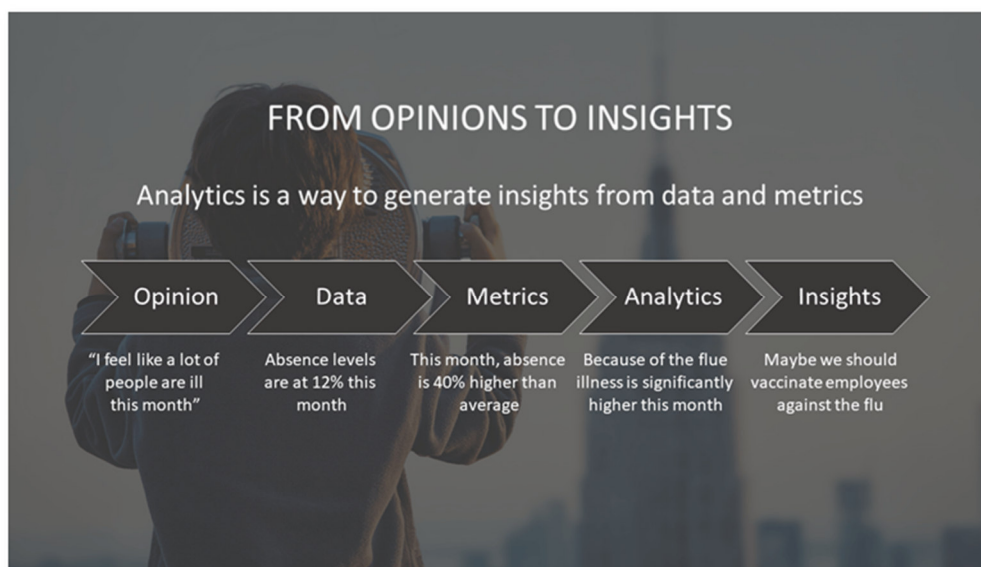 FROM OPINIONS TO INSIGHTS
Analytics is a way to generate insights from data and metrics
Opinion
Data
Metrics
Analytics
Insights
“I feel like a lot of
people are ill
this month”
Absence levels
are at 12% this
month
This month, absence
is 40% higher than
average
Because of the flue
illness is significantly
higher this month
Maybe we should
vaccinate employees
against the flu